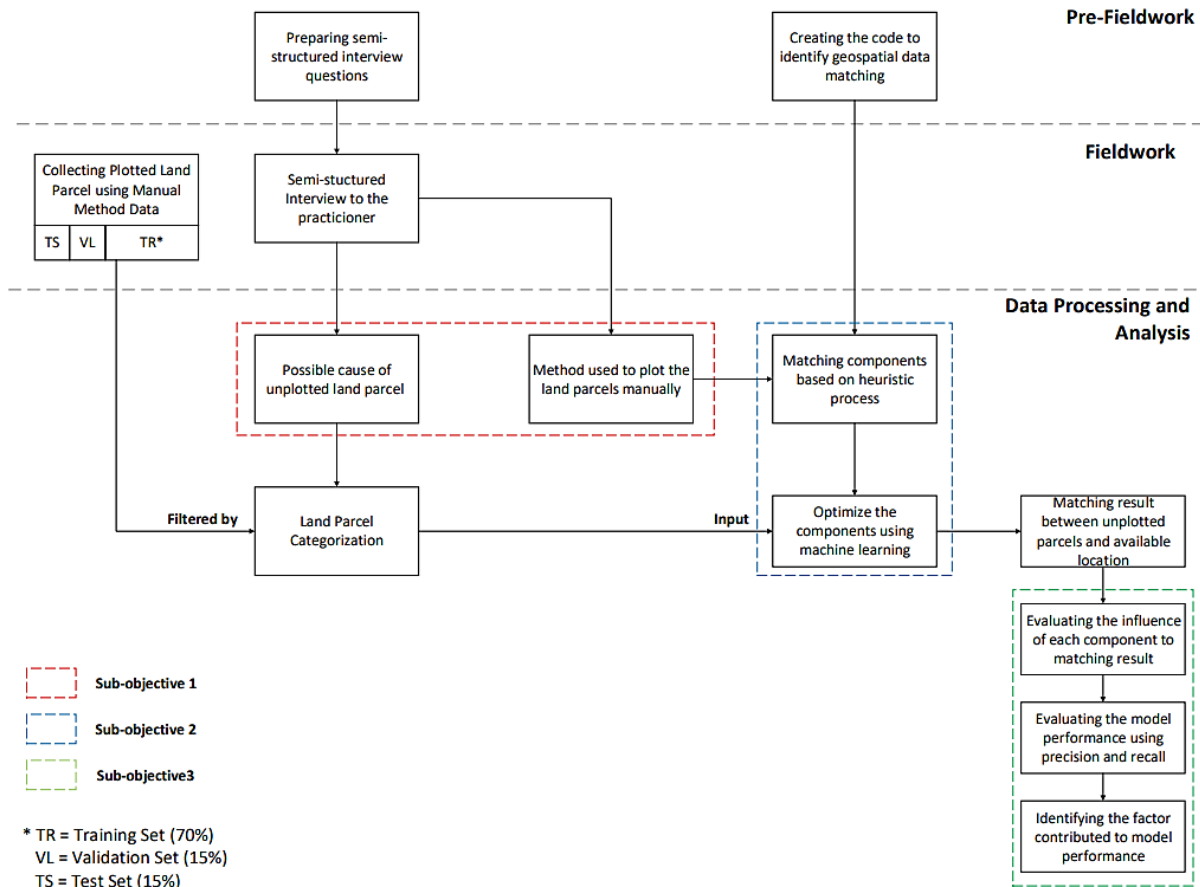 Pre-Fieldwork
Preparing semi-
structured interview
questions
Creating the code to
identify geospatial data
matching
Fieldwork
Collecting Plotted Land
Parcel using Manual
Method Data
TS
VL
TR*
Semi-stuctured
Interview to the
practicioner
Data Processing and
Analysis
Possible cause of
unplotted land parcel
Method used to plot the
land parcels manually
Matching components
based on heuristic
process
Filtered by
Land Parcel
Categorization
Input
Optimize the
components using
machine learning
Matching result
between unplotted
parcels and available
location
Evaluating the influence
of each component to
matching result
Evaluating the model
performance using
precision and recall
Identifying the factor
contributed to model
performance
Sub-objective 1
Sub-objective 2
Sub-objective3
* TR = Training Set (70%)
VL = Validation Set (15%)
TS = Test Set (15%)